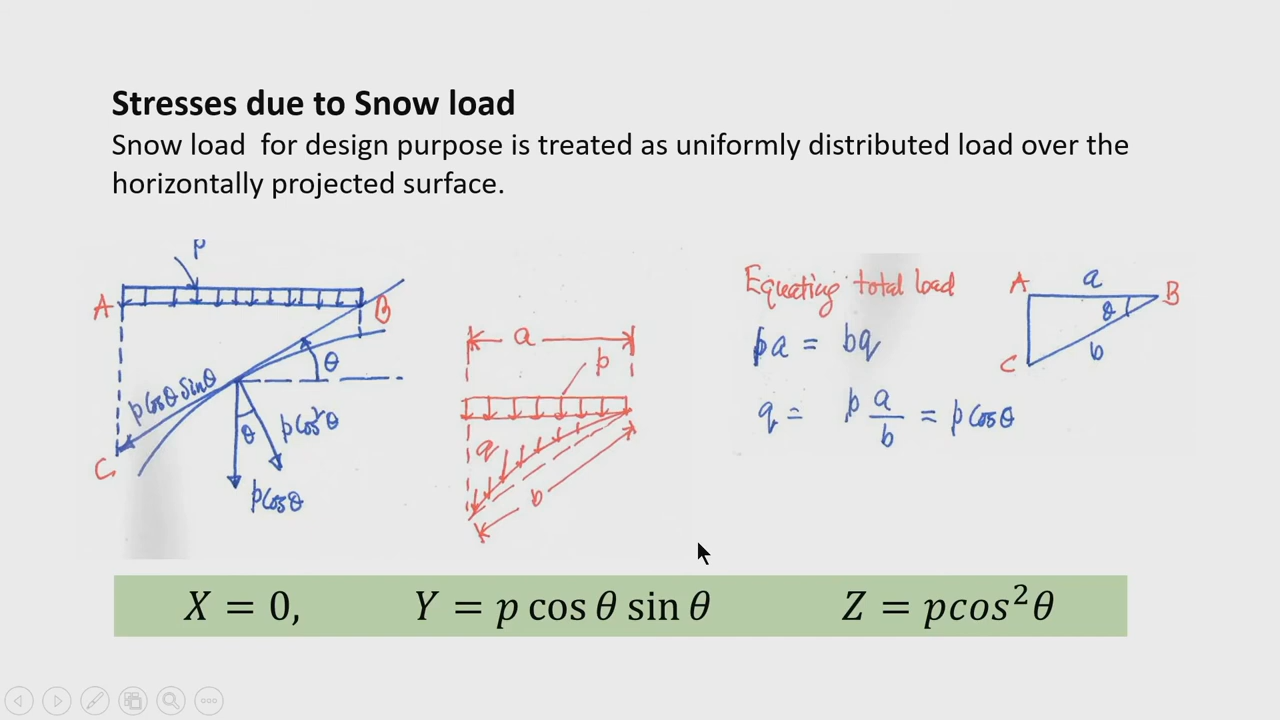 Stresses due to Snow load
Snow load for design purpose is treated as uniformly distributed load over the
horizontally projected surface.
p
A
B
θ
p cosθ sinθ
θ
p cos²θ
C
p cosθ
a
p
q
b
Equating total load
pa = bq
q = p a/b = p cosθ
A
a
B
θ
b
C
X = 0, Y = p cos θ sin θ Z = pcos²θ